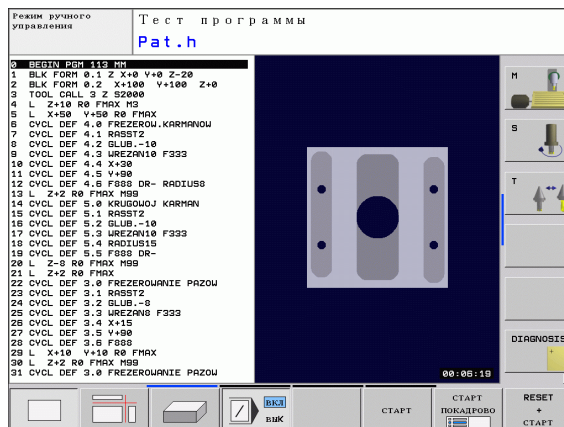 Режим ручного
управления
Тест программы
Pat.h
0 BEGIN PGM 113 MM
1 BLK FORM 0.1 Z X+0 Y+0 Z-20
2 BLK FORM 0.2 X+100 Y+100 Z+0
3 TOOL CALL 3 Z S2000
4 L Z+10 R0 FMAX M3
5 L X+50 Y+50 R0 FMAX
6 CYCL DEF 4.0 FREZEROW.KARMANOW
7 CYCL DEF 4.1 RASST2
8 CYCL DEF 4.2 GLUB.-10
9 CYCL DEF 4.3 WREZAN10 F333
10 CYCL DEF 4.4 X+30
11 CYCL DEF 4.5 Y+90
12 CYCL DEF 4.6 F888 DR- RADIUS8
13 L Z+2 R0 FMAX M99
14 CYCL DEF 5.0 KRUGOWOJ KARMAN
15 CYCL DEF 5.1 RASST2
16 CYCL DEF 5.2 GLUB.-10
17 CYCL DEF 5.3 WREZAN10 F333
18 CYCL DEF 5.4 RADIUS15
19 CYCL DEF 5.5 F888 DR-
20 L Z-8 R0 FMAX M99
21 L Z+2 R0 FMAX
22 CYCL DEF 3.0 FREZEROWANIE PAZOW
23 CYCL DEF 3.1 RASST2
24 CYCL DEF 3.2 GLUB.-8
25 CYCL DEF 3.3 WREZAN8 F333
26 CYCL DEF 3.4 X+15
27 CYCL DEF 3.5 Y+90
28 CYCL DEF 3.6 F888
29 L X+10 Y+10 R0 FMAX
30 L Z+2 R0 FMAX M99
31 CYCL DEF 3.0 FREZEROWANIE PAZOW
00:06:19
M
S
T
DIAGNOSIS
ВКЛ
ВЫК
СТАРТ
СТАРТ
ПОКАДРОВО
RESET
+
СТАРТ